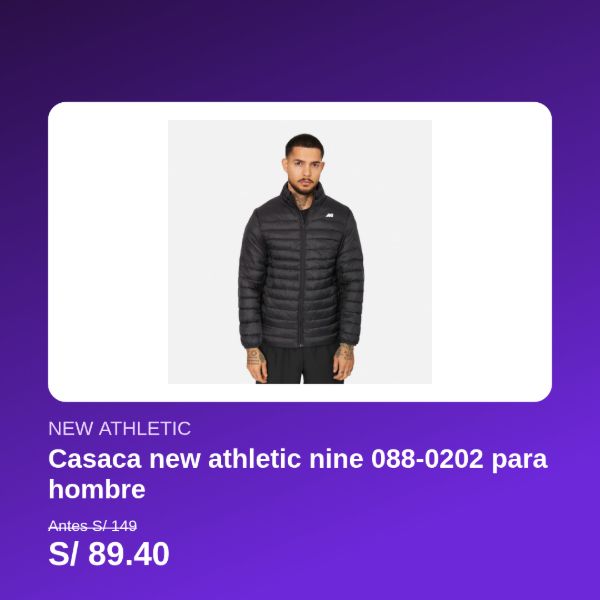 NEW ATHLETIC
Casaca new athletic nine 088-0202 para
hombre
Antes S/ 149
S/ 89.40